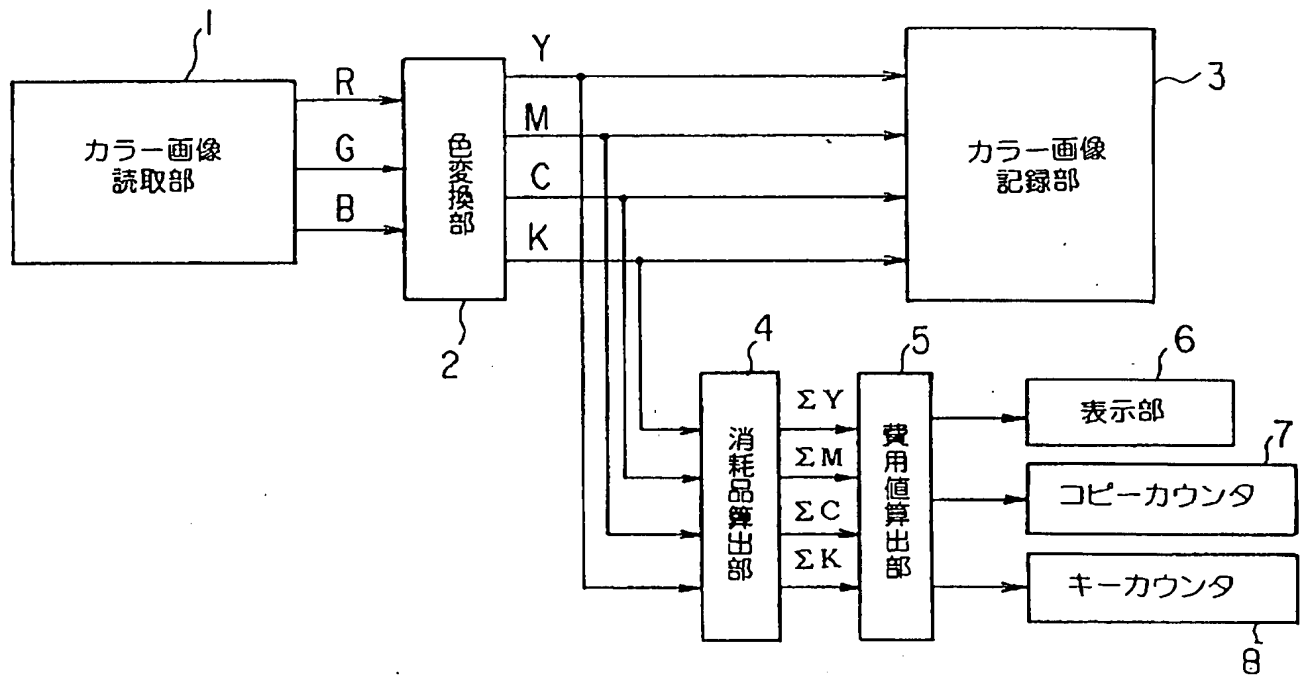 1
カラー画像
読取部
R
G
B
色変換部
2
Y
M
C
K
カラー画像
記録部
3
4
消耗品算出部
ΣY
ΣM
ΣC
ΣK
5
費用値算出部
6
表示部
7
コピーカウンタ
キーカウンタ
8